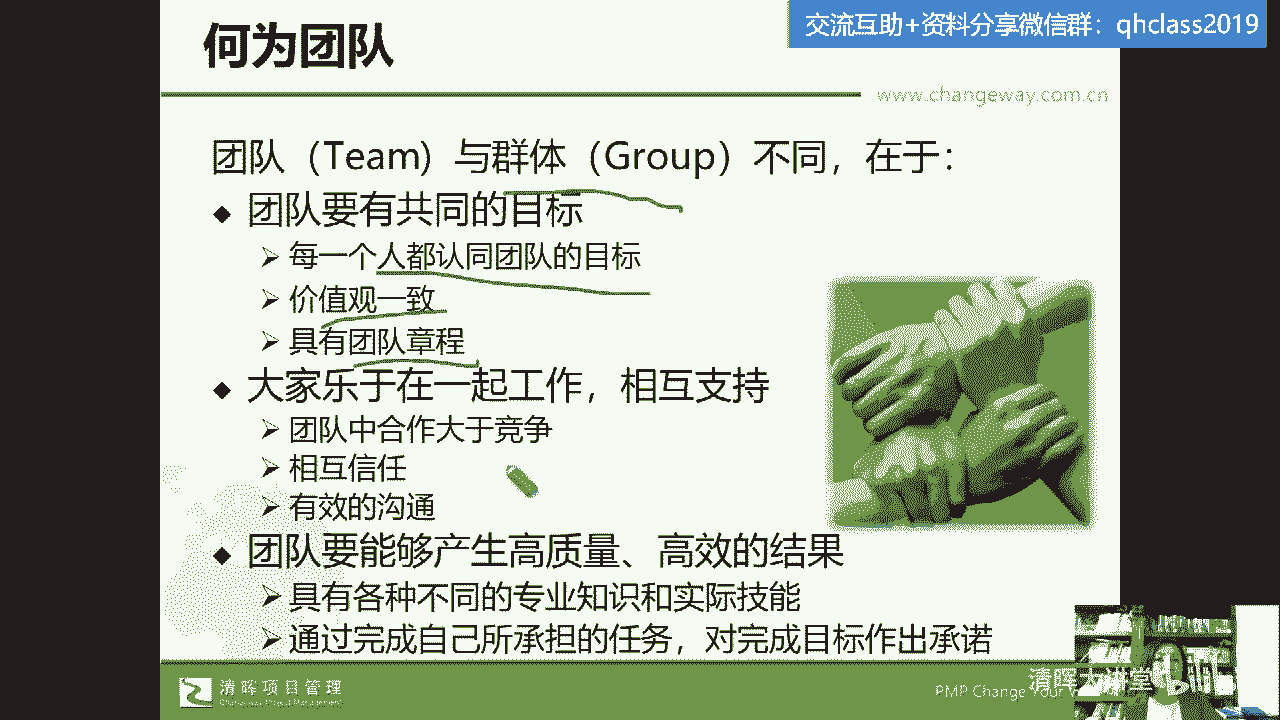 交流互助+资料分享微信群：qhclass2019
何为团队
www.changeway.com.cn
团队（Team）与群体（Group）不同，在于：
团队要有共同的目标
每一个人都认同团队的目标
价值观一致
具有团队章程
大家乐于在一起工作，相互支持
团队中合作大于竞争
相互信任
有效的沟通
团队要能够产生高质量、高效的结果
具有各种不同的专业知识和实际技能
通过完成自己所承担的任务，对完成目标作出承诺
清晖项目管理
PMP Change Your
清晖大讲堂